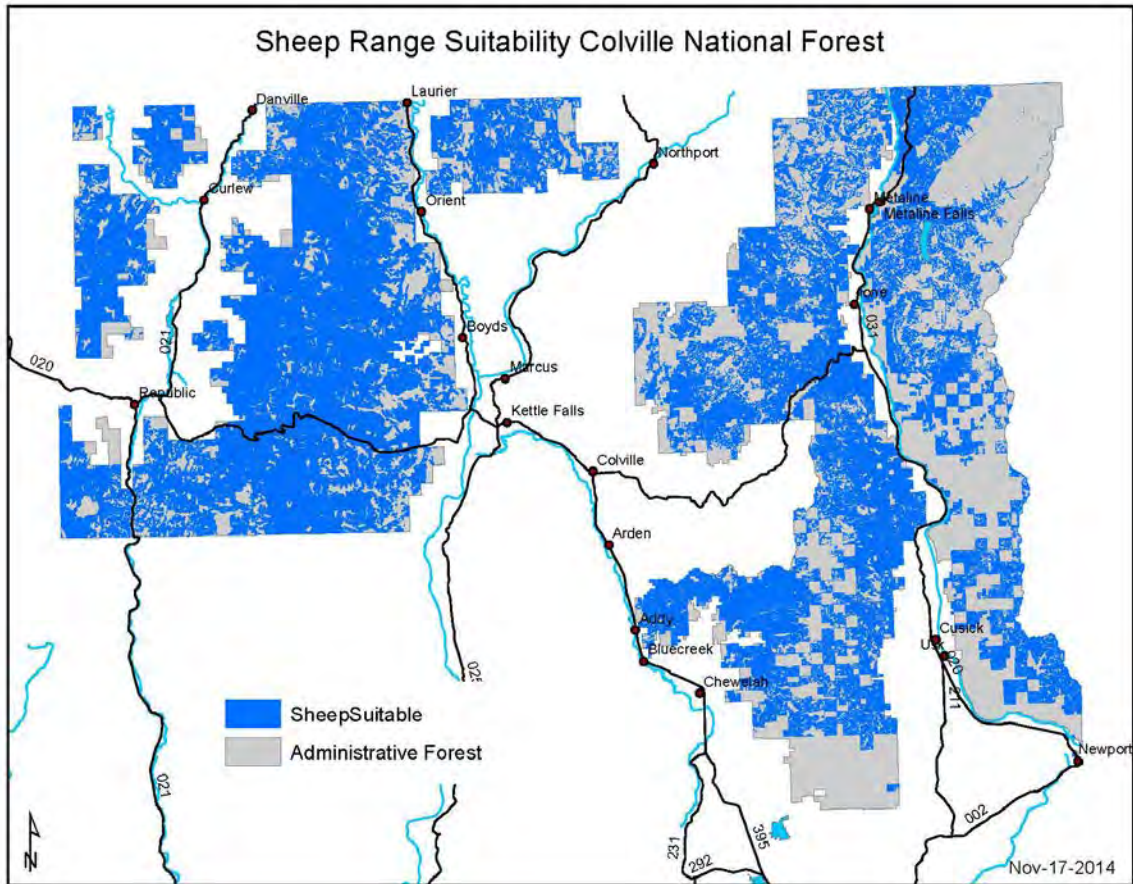 Sheep Range Suitability Colville National Forest
Laurier
Danville
Northport
Curlew
Metaline
Metaline Falls
Orient
Ione
031
Boyds
021
020
Marcus
Republic
Kettle Falls
Colville
Arden
Addy
Cusick
Usk
020
Bluecreek
211
Chewelah
025
SheepSuitable
Administrative Forest
Newport
021
002
395
231
292
N
Nov-17-2014